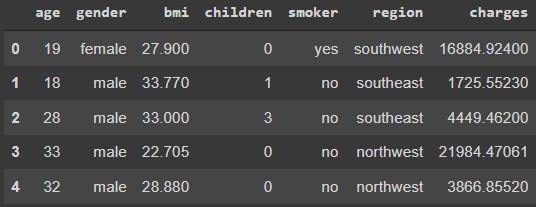 age gender bmi children smoker region charges
0 19 female 27.900 0 yes southwest 16884.92400
1 18 male 33.770 1 no southeast 1725.55230
2 28 male 33.000 3 no southeast 4449.46200
3 33 male 22.705 0 no northwest 21984.47061
4 32 male 28.880 0 no northwest 3866.85520